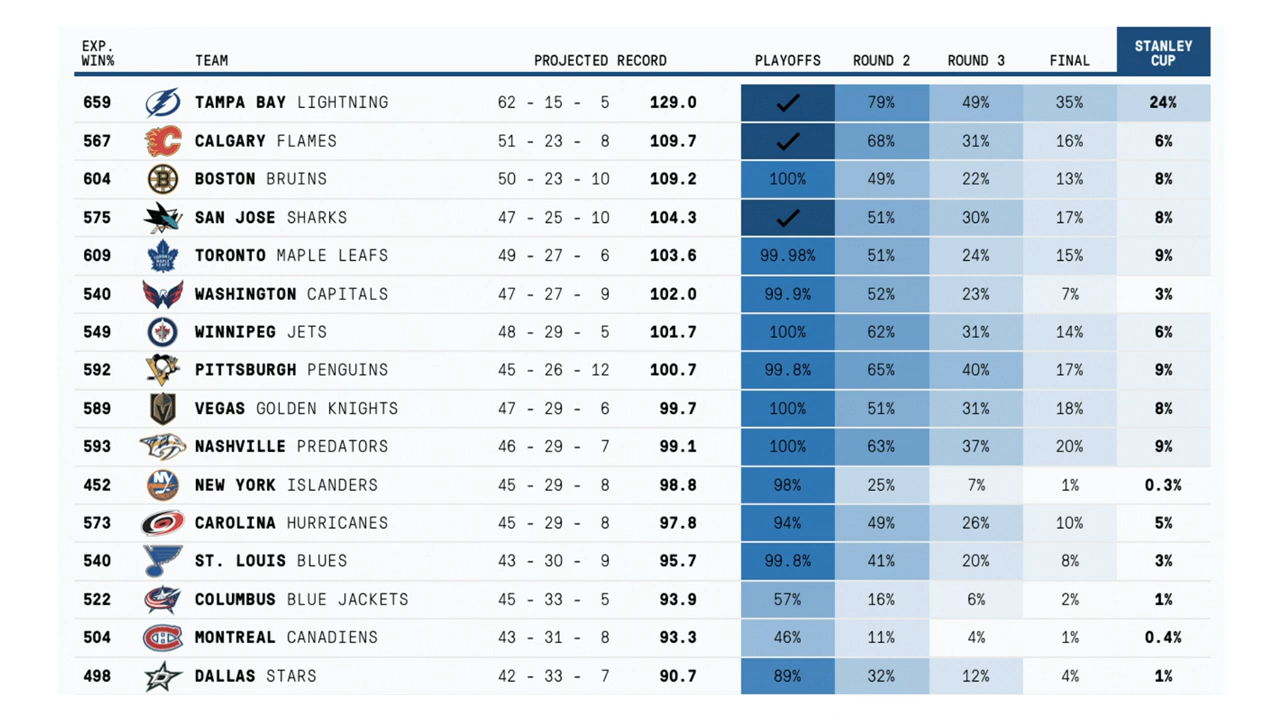 EXP. WIN% TEAM PROJECTED RECORD PLAYOFFS ROUND 2 ROUND 3 FINAL STANLEY CUP
659 TAMPA BAY LIGHTNING 62 - 15 - 5 129.0 ✓ 79% 49% 35% 24%
567 CALGARY FLAMES 51 - 23 - 8 109.7 ✓ 68% 31% 16% 6%
604 BOSTON BRUINS 50 - 23 - 10 109.2 100% 49% 22% 13% 8%
575 SAN JOSE SHARKS 47 - 25 - 10 104.3 ✓ 51% 30% 17% 8%
609 TORONTO MAPLE LEAFS 49 - 27 - 6 103.6 99.98% 51% 24% 15% 9%
540 WASHINGTON CAPITALS 47 - 27 - 9 102.0 99.9% 52% 23% 7% 3%
549 WINNIPEG JETS 48 - 29 - 5 101.7 100% 62% 31% 14% 6%
592 PITTSBURGH PENGUINS 45 - 26 - 12 100.7 99.8% 65% 40% 17% 9%
589 VEGAS GOLDEN KNIGHTS 47 - 29 - 6 99.7 100% 51% 31% 18% 8%
593 NASHVILLE PREDATORS 46 - 29 - 7 99.1 100% 63% 37% 20% 9%
452 NEW YORK ISLANDERS 45 - 29 - 8 98.8 98% 25% 7% 1% 0.3%
573 CAROLINA HURRICANES 45 - 29 - 8 97.8 94% 49% 26% 10% 5%
540 ST. LOUIS BLUES 43 - 30 - 9 95.7 99.8% 41% 20% 8% 3%
522 COLUMBUS BLUE JACKETS 45 - 33 - 5 93.9 57% 16% 6% 2% 1%
504 MONTREAL CANADIENS 43 - 31 - 8 93.3 46% 11% 4% 1% 0.4%
498 DALLAS STARS 42 - 33 - 7 90.7 89% 32% 12% 4% 1%